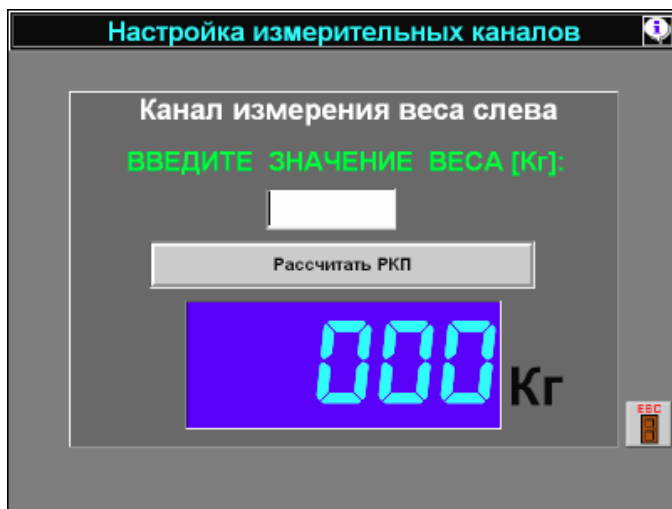 Настройка измерительных каналов
Канал измерения веса слева
ВВЕДИТЕ ЗНАЧЕНИЕ ВЕСА [Кг]:
Рассчитать РКП
000 Кг
ESC